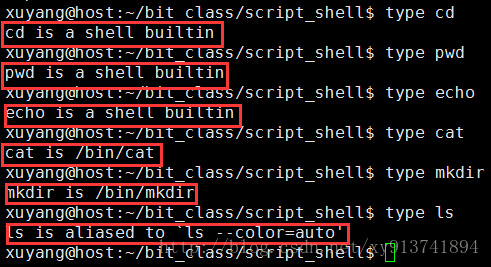 xuyang@host:~/bit_class/script_shell$ type cd
cd is a shell builtin
xuyang@host:~/bit_class/script_shell$ type pwd
pwd is a shell builtin
xuyang@host:~/bit_class/script_shell$ type echo
echo is a shell builtin
xuyang@host:~/bit_class/script_shell$ type cat
cat is /bin/cat
xuyang@host:~/bit_class/script_shell$ type mkdir
mkdir is /bin/mkdir
xuyang@host:~/bit_class/script_shell$ type ls
ls is aliased to `ls --color=auto'
xuyang@host:~/bit_class/script_shell$
http://blog.csdn.net/xy913741894